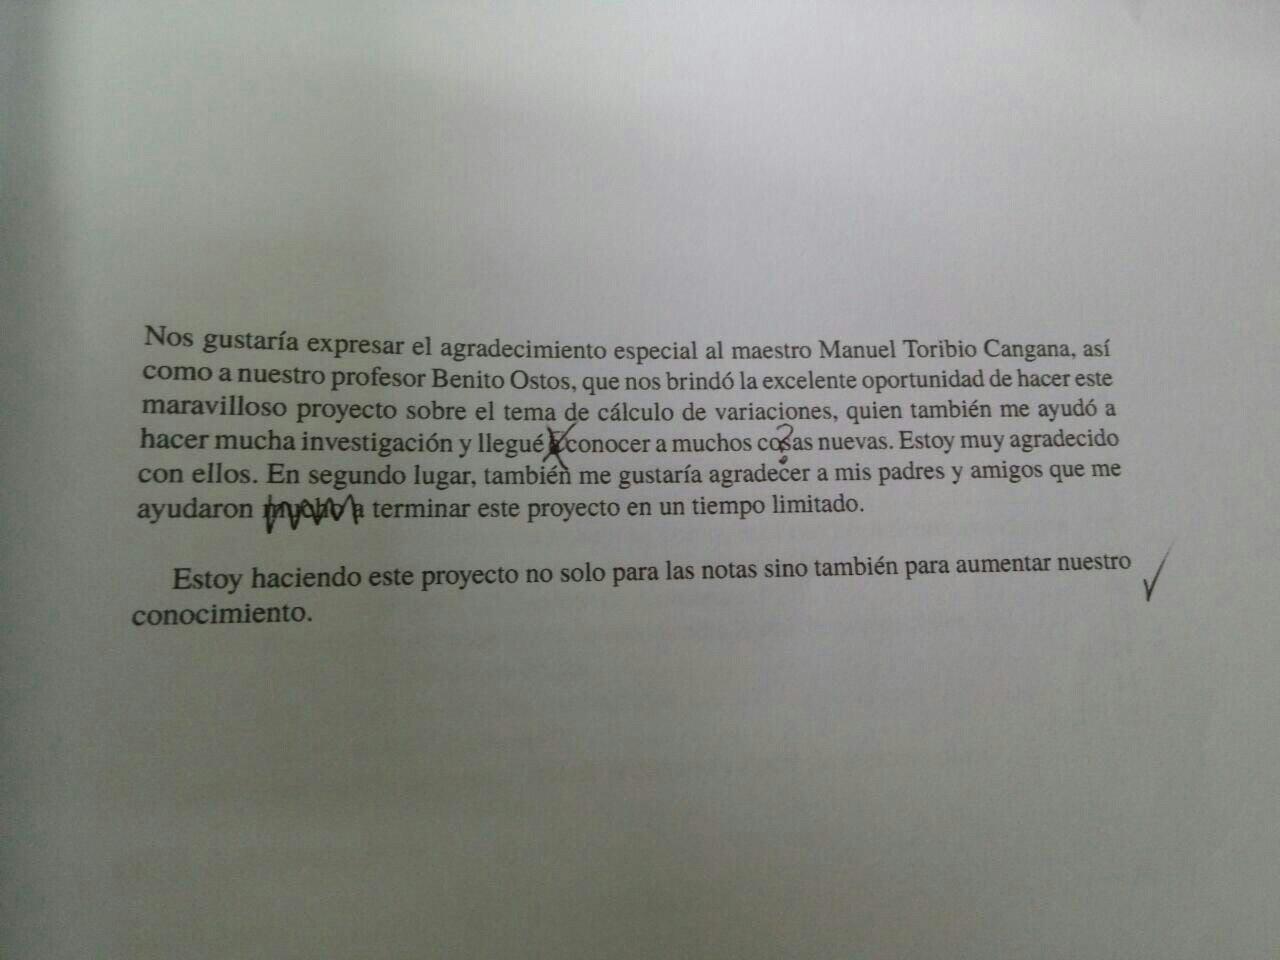 Nos gustaría expresar el agradecimiento especial al maestro Manuel Toribio Cangana, así
como a nuestro profesor Benito Ostos, que nos brindó la excelente oportunidad de hacer este
maravilloso proyecto sobre el tema de cálculo de variaciones, quien también me ayudó a
hacer mucha investigación y llegué conocer a muchos cosas nuevas. Estoy muy agradecido
con ellos. En segundo lugar, también me gustaría agradecer a mis padres y amigos que me
ayudaron a terminar este proyecto en un tiempo limitado.
Estoy haciendo este proyecto no solo para las notas sino también para aumentar nuestro
conocimiento.